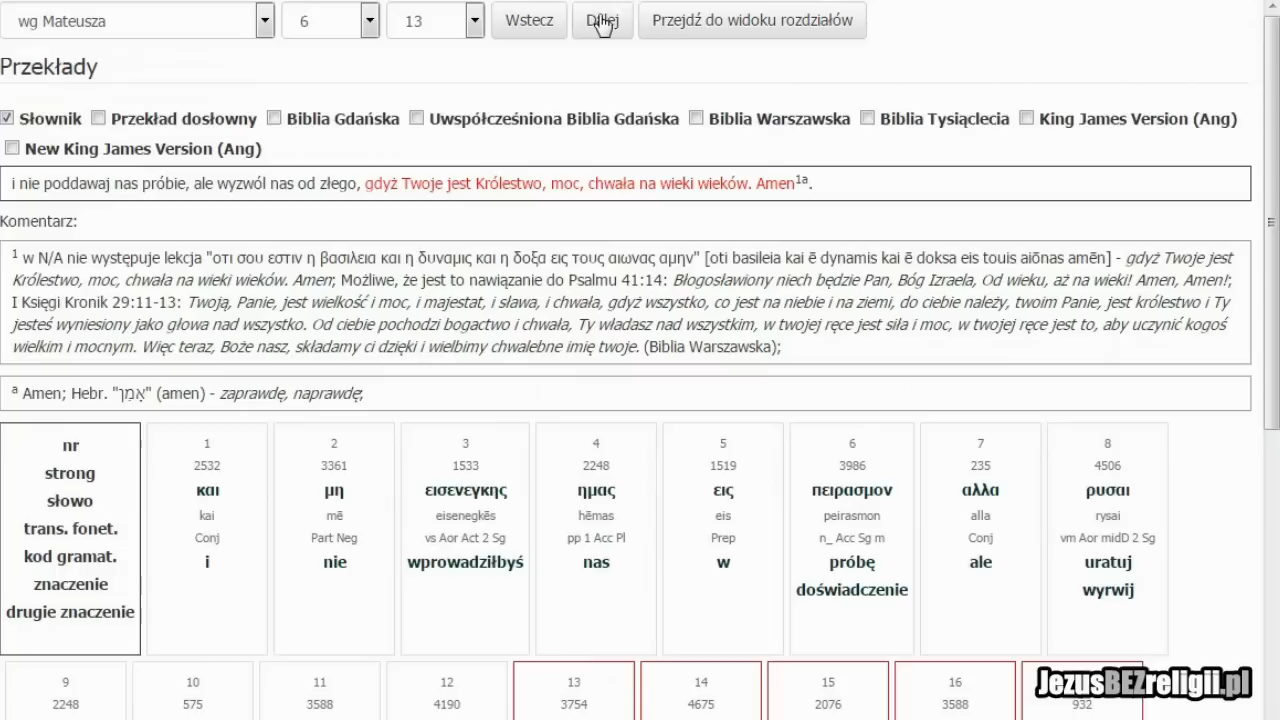 wg Mateusza 6 13 Wstecz Dalej Przejdź do widoku rozdziałów
Przekłady
Słownik Przekład dosłowny Biblia Gdańska Uwspółcześniona Biblia Gdańska Biblia Warszawska Biblia Tysiąclecia King James Version (Ang)
New King James Version (Ang)
i nie poddawaj nas próbie, ale wyzwól nas od złego, gdyż Twoje jest Królestwo, moc, chwała na wieki wieków. Amen1a.
Komentarz:
1 w N/A nie występuje lekcja "οτι σου εστιν η βασιλεια και η δυναμις και η δοξα εις τους αιωνας αμην" [oti basileia kai ē dynamis kai ē doksa eis touis aiōnas amēn] - gdyż Twoje jest
Królestwo, moc, chwała na wieki wieków. Amen; Możliwe, że jest to nawiązanie do Psalmu 41:14: Błogosławiony niech będzie Pan, Bóg Izraela, Od wieku, aż na wieki! Amen, Amen!;
I Księgi Kronik 29:11-13: Twoją, Panie, jest wielkość i moc, i majestat, i sława, i chwała, gdyż wszystko, co jest na niebie i na ziemi, do ciebie należy, twoim Panie, jest królestwo i Ty
jesteś wyniesiony jako głowa nad wszystko. Od ciebie pochodzi bogactwo i chwała, Ty władasz nad wszystkim, w twojej ręce jest siła i moc, w twojej ręce jest to, aby uczynić kogoś
wielkim i mocnym. Więc teraz, Boże nasz, składamy ci dzięki i wielbimy chwalebne imię twoje. (Biblia Warszawska);
a Amen; Hebr. "אָמֵן" (amen) - zaprawdę, naprawdę;
nr 1 2 3 4 5 6 7 8
strong 2532 3361 1533 2248 1519 3986 235 4506
słowo και μη εισενεγκης ημας εις πειρασμον αλλα ρυσαι
trans. fonet. kai mē eisenegkēs hēmas eis peirasmon alla rysai
kod gramat. Conj Part Neg vs Aor Act 2 Sg pp 1 Acc Pl Prep n_ Acc Sg m Conj vm Aor midD 2 Sg
znaczenie i nie wprowadziłbyś nas w próbę ale uratuj
drugie znaczenie doświadczenie wyrwij
9 10 11 12 13 14 15 16
2248 575 3588 4190 3754 4675 2076 3588 932
JezusBEZreligii.pl